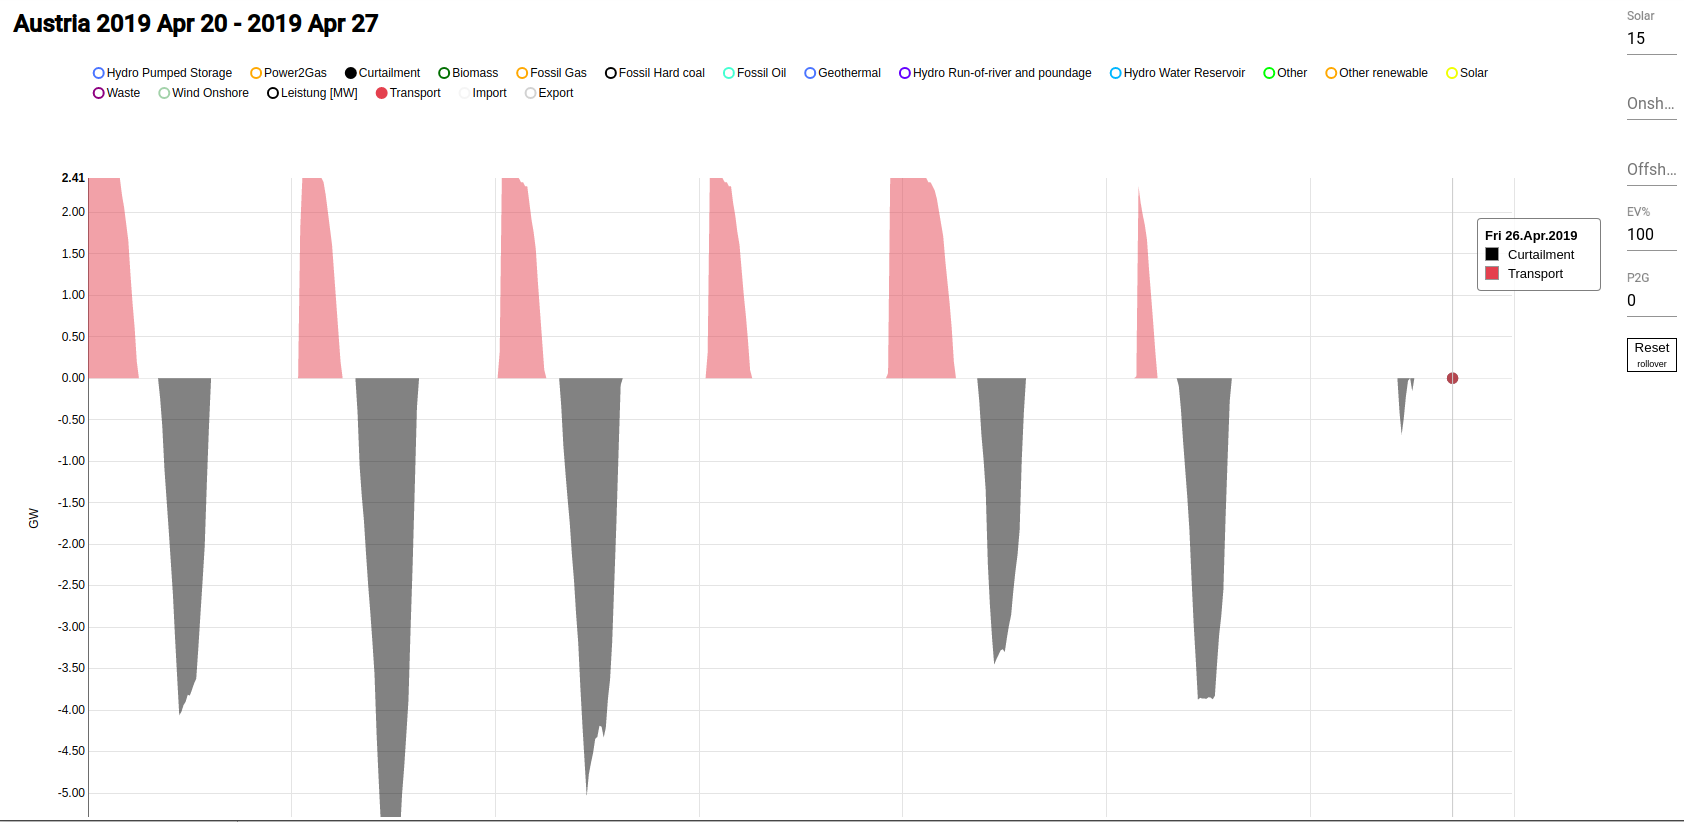 Austria 2019 Apr 20 - 2019 Apr 27
Hydro Pumped Storage Power2Gas Curtailment Biomass Fossil Gas Fossil Hard coal Fossil Oil Geothermal Hydro Run-of-river and poundage Hydro Water Reservoir Other Other renewable Solar
Waste Wind Onshore Leistung [MW] Transport Import Export
2.41
2.00
1.50
1.00
0.50
0.00
-0.50
-1.00
-1.50
-2.00
-2.50
-3.00
-3.50
-4.00
-4.50
-5.00
GW
Fri 26.Apr.2019
Curtailment
Transport
Solar
15
Onsh...
Offsh...
EV%
100
P2G
0
Reset
rollover